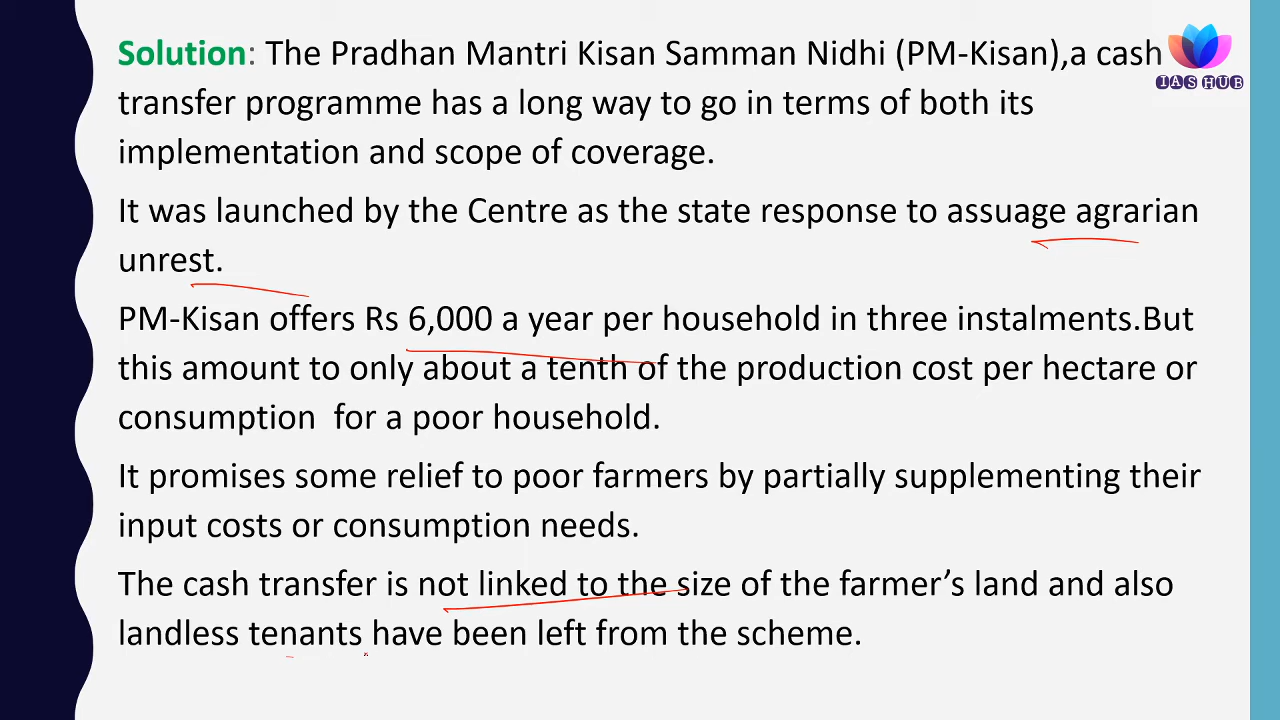 Solution: The Pradhan Mantri Kisan Samman Nidhi (PM-Kisan),a cash
transfer programme has a long way to go in terms of both its
implementation and scope of coverage.
It was launched by the Centre as the state response to assuage agrarian
unrest.
PM-Kisan offers Rs 6,000 a year per household in three instalments.But
this amount to only about a tenth of the production cost per hectare or
consumption  for a poor household.
It promises some relief to poor farmers by partially supplementing their
input costs or consumption needs.
The cash transfer is not linked to the size of the farmer’s land and also
landless tenants have been left from the scheme.
IAS HUB